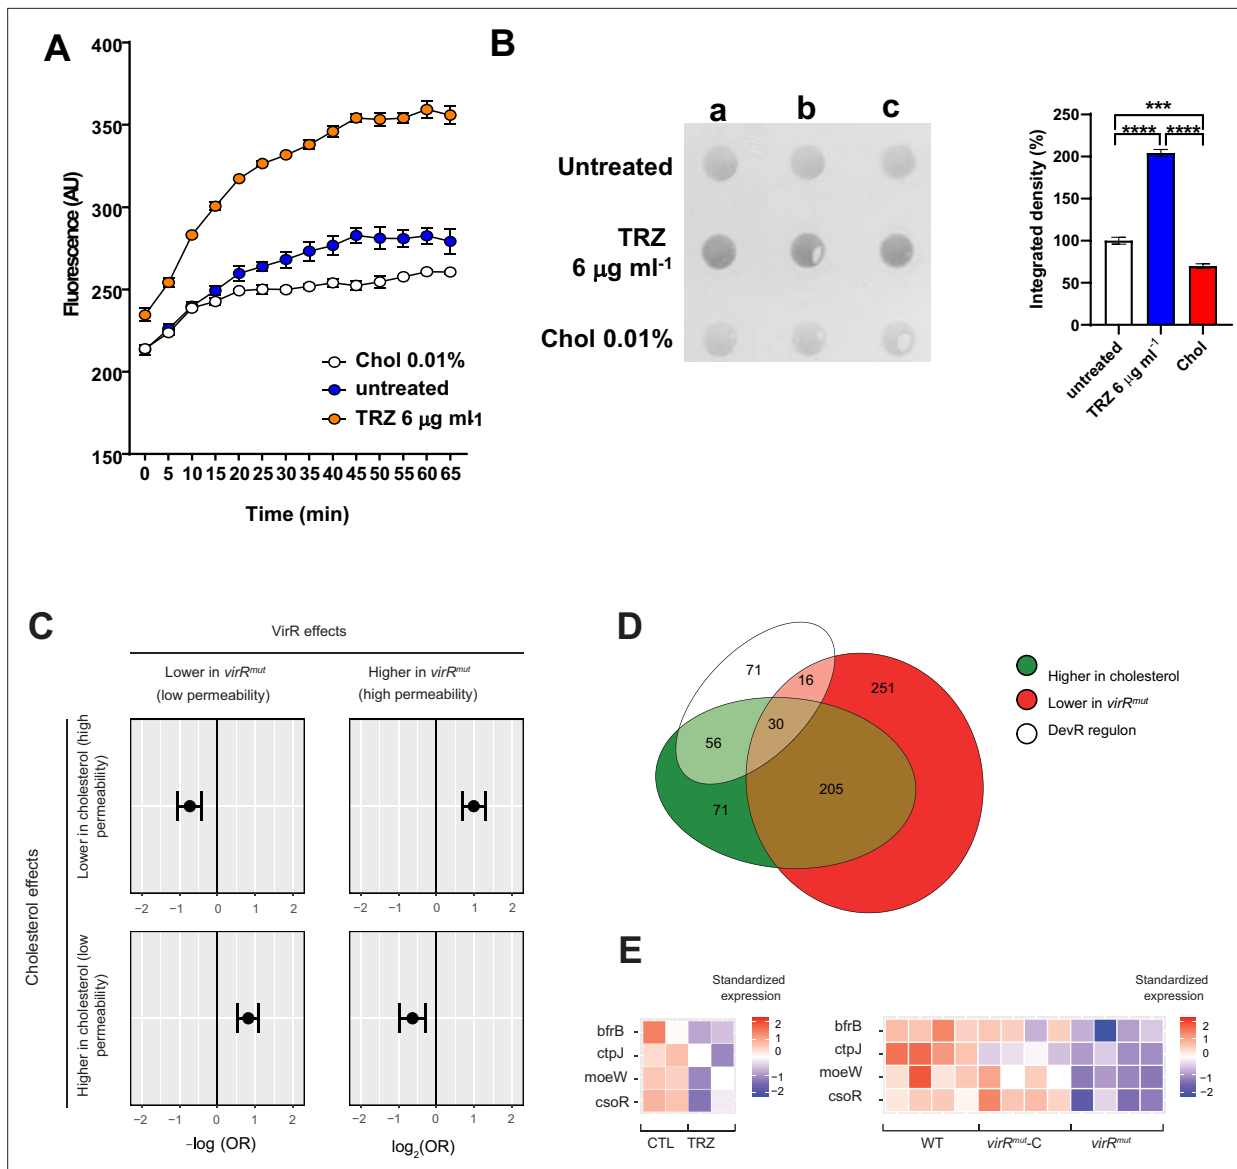 A
400
350
300
250
200
150
Fluorescence (AU)
Chol 0.01%
untreated
TRZ 6 μg ml-1
0 5 10 15 20 25 30 35 40 45 50 55 60 65
Time (min)
B
a b c
Untreated
TRZ
6 μg ml-1
Chol 0.01%
***
**** ****
250
200
150
100
50
0
Integrated density (%)
untreated
TRZ 6 μg ml-1
Chol
C
VirR effects
Lower in virRmut
(low permeability)
Higher in virRmut
(high permeability)
Cholesterol effects
Lower in cholesterol (high
permeability)
Higher in cholesterol (low
permeability)
−2 −1 0 1 2
−2 −1 0 1 2
−2 −1 0 1 2
−2 −1 0 1 2
−log (OR)
log2(OR)
D
71
16
251
30
56
205
71
Higher in cholesterol
Lower in virRmut
DevR regulon
E
Standardized
expression
bfrB
ctpJ
moeW
csoR
2
1
0
−1
−2
CTL TRZ
Standardized
expression
bfrB
ctpJ
moeW
csoR
2
1
0
−1
−2
WT virRmut-C virRmut